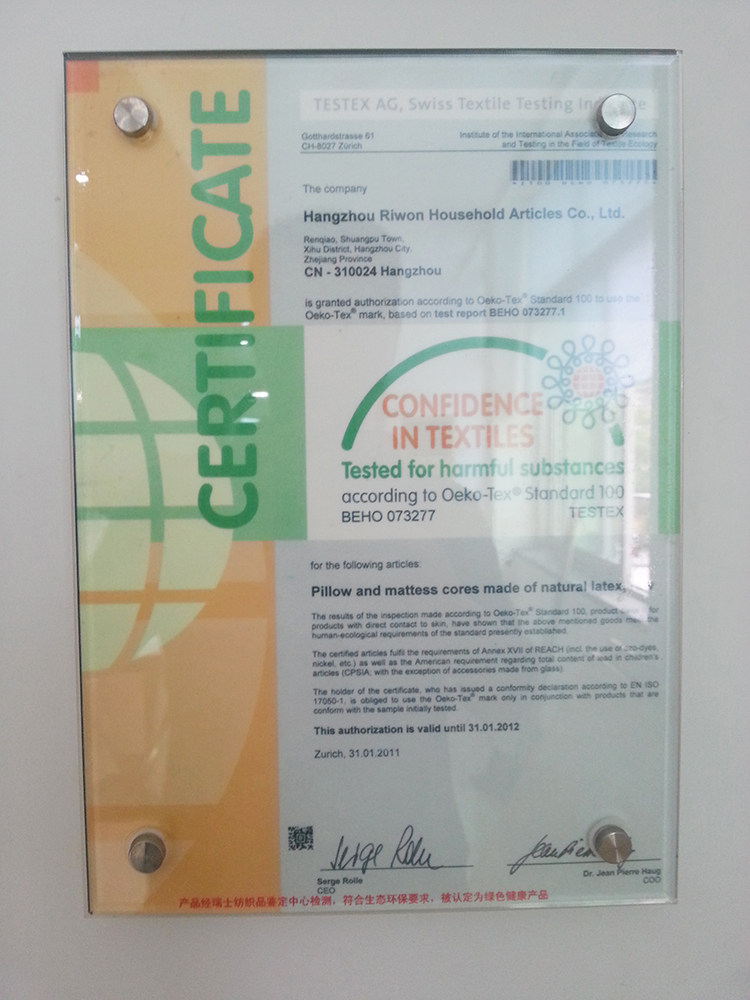 CERTIFICATE
TESTEX AG, Swiss Textile Testing
Gotthardstrasse 61
CH-8027 Zürich
Institute of the International Research
and Testing in the Field of Textile Ecology
The company
Hangzhou Riwon Household Articles Co., Ltd.
Renqiao, Shuangpu Town,
Xihu District, Hangzhou City,
Zhejiang Province
CN - 310024 Hangzhou
is granted authorization according to Oeko-Tex® Standard 100 to use the
Oeko-Tex® mark, based on test report BEHO 073277.1
CONFIDENCE
IN TEXTILES
Tested for harmful substances
according to Oeko-Tex® Standard 100
BEHO 073277
TESTEX
for the following articles:
Pillow and mattess cores made of natural latex,
The results of the inspection made according to Oeko-Tex® Standard 100, product for
products with direct contact to skin, have shown that the above mentioned goods the
human-ecological requirements of the standard presently established.
The certified articles fulfil the requirements of Annex XVII of REACH (incl. the use of
nickel, etc.) as well as the American requirement regarding total content of lead in children's
articles (CPSIA; with the exception of accessories made from glass).
The holder of the certificate, who has issued a conformity declaration according to EN ISO
17050-1, is obliged to use the Oeko-Tex® mark only in conjunction with products that are
conform with the sample initially tested.
This authorization is valid until 31.01.2012
Zurich, 31.01.2011
Serge Rolle
CEO
Dr. Jean Pierre Haug
COO
产品经瑞士纺织品鉴定中心检测，符合生态环保要求，被认定为绿色健康产品